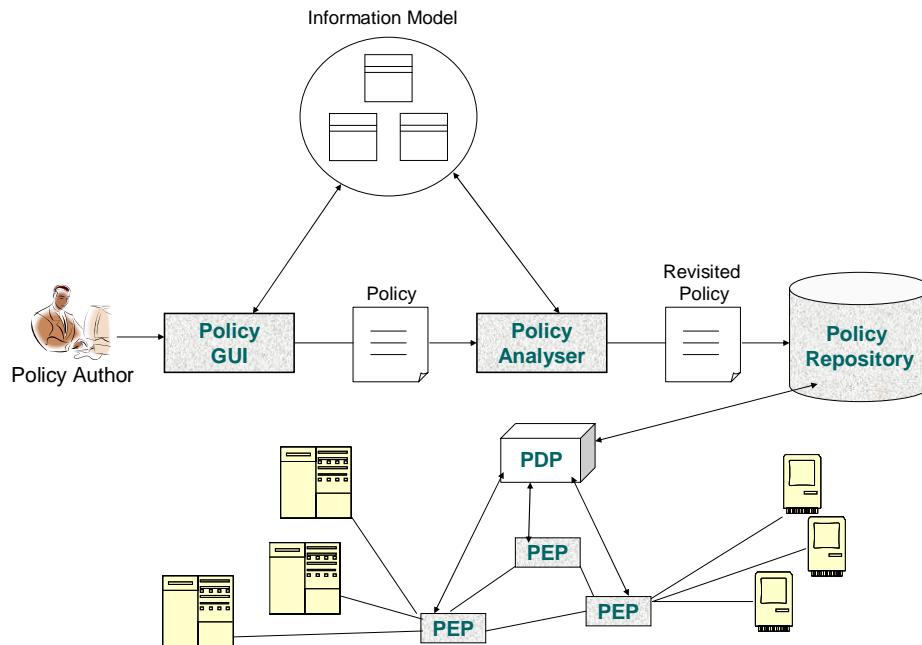 Information Model
Policy Author
Policy
GUI
Policy
Policy
Analyser
Revisited
Policy
Policy
Repository
PDP
PEP
PEP
PEP